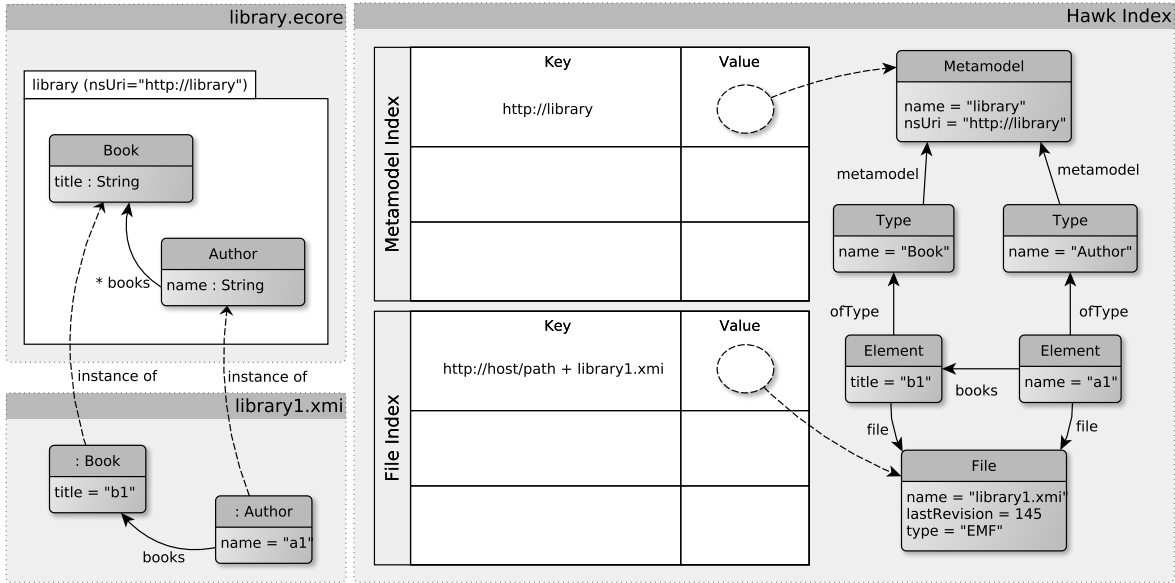 library.ecore
library (nsUri="http://library")
Book
title : String
Author
* books
name : String
instance of
instance of
library1.xmi
: Book
title = "b1"
: Author
name = "a1"
books
Hawk Index
Metamodel Index
Key
Value
http://library
File Index
Key
Value
http://host/path + library1.xmi
Metamodel
name = "library"
nsUri = "http://library"
metamodel
metamodel
Type
name = "Book"
Type
name = "Author"
ofType
ofType
Element
title = "b1"
Element
name = "a1"
books
file
file
File
name = "library1.xmi"
lastRevision = 145
type = "EMF"